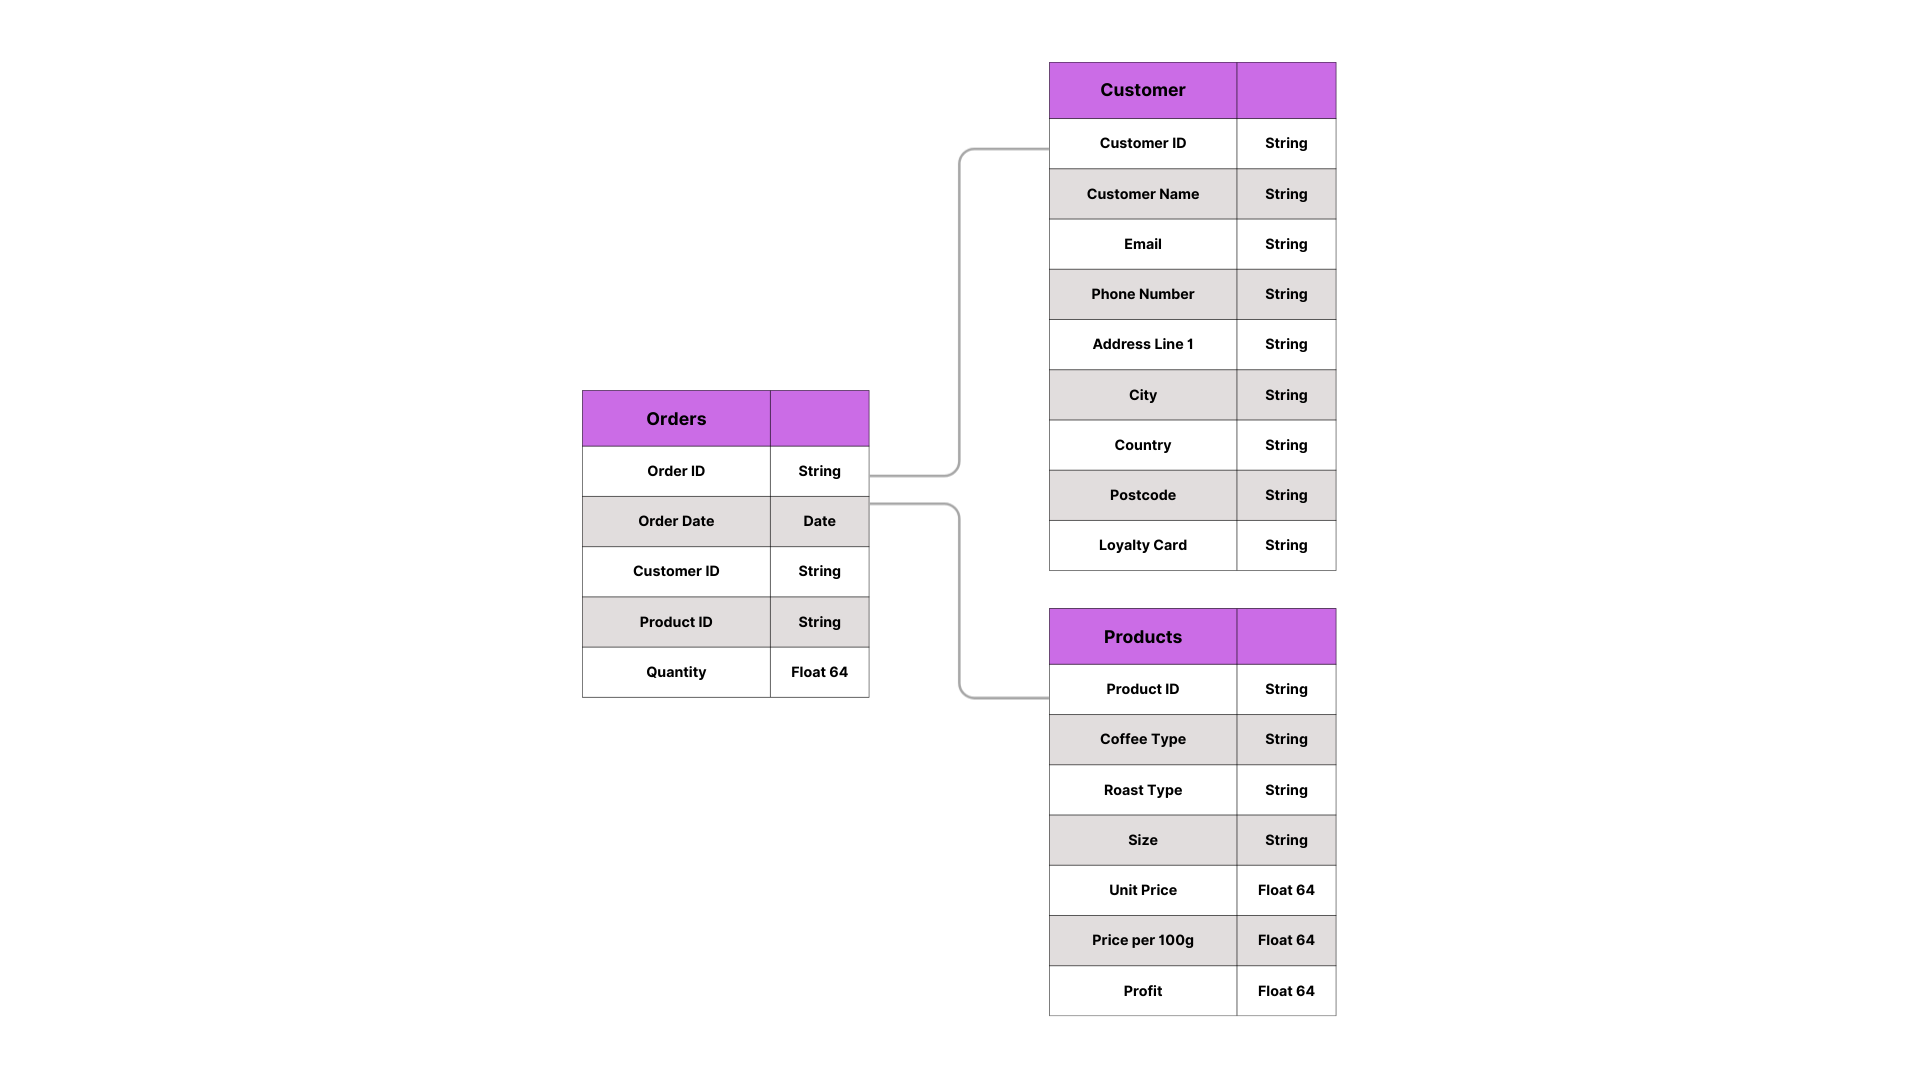 Customer
Customer ID String
Customer Name String
Email String
Phone Number String
Address Line 1 String
City String
Country String
Postcode String
Loyalty Card String
Orders
Order ID String
Order Date Date
Customer ID String
Product ID String
Quantity Float 64
Products
Product ID String
Coffee Type String
Roast Type String
Size String
Unit Price Float 64
Price per 100g Float 64
Profit Float 64